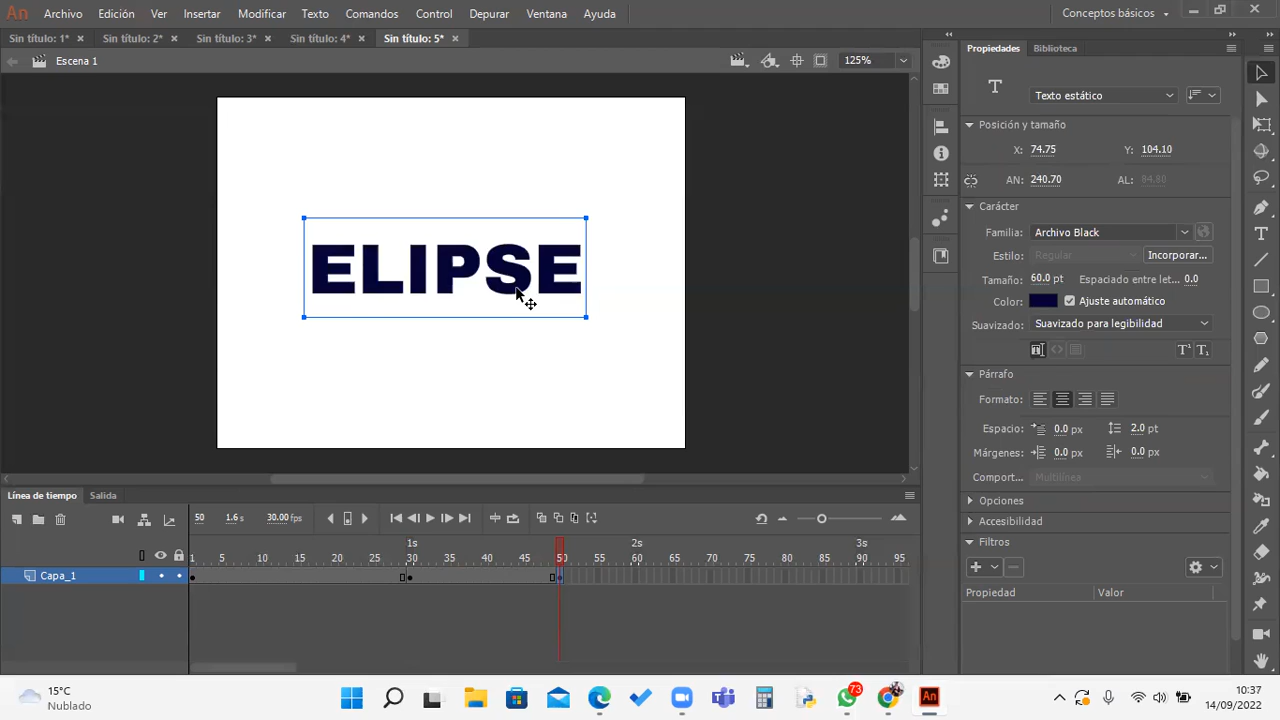 An Archivo Edición Ver Insertar Modificar Texto Comandos Control Depurar Ventana Ayuda Conceptos básicos
Sin título: 1* Sin título: 2* Sin título: 3* Sin título: 4* Sin título: 5*
Escena 1 125%
Propiedades Biblioteca
Texto estático
Posición y tamaño
X: 74.75 Y: 104.10
AN: 240.70 AL: 84.80
Carácter
Familia: Archivo Black
Estilo: Regular Incorporar...
Tamaño: 60.0 pt Espaciado entre let... 0.0
Color: Ajuste automático
Suavizado: Suavizado para legibilidad
Párrafo
Formato:
Espacio: 0.0 px 2.0 pt
Márgenes: 0.0 px 0.0 px
Comport... Multilínea
Opciones
Accesibilidad
Filtros
Propiedad Valor
ELIPSE
Línea de tiempo Salida
50 1.6 s 30.00 fps
1s 2s 3s
1 5 10 15 20 25 30 35 40 45 50 55 60 65 70 75 80 85 90 95
Capa_1
15°C
Nublado
73
An
10:37
14/09/2022